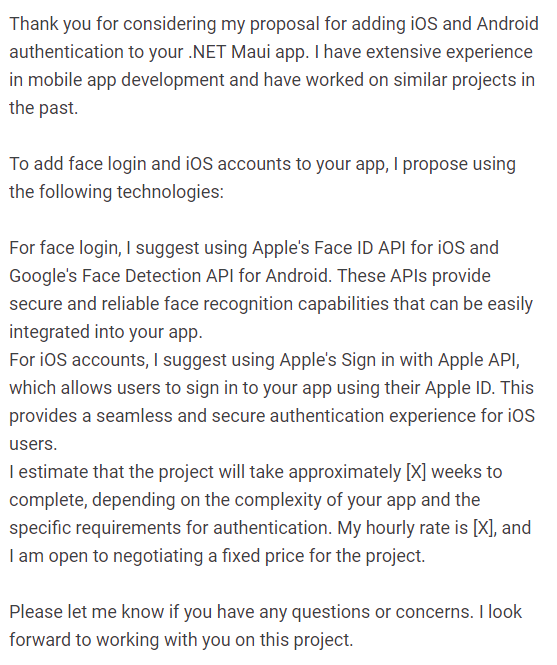 Thank you for considering my proposal for adding iOS and Android
authentication to your .NET Maui app. I have extensive experience
in mobile app development and have worked on similar projects in
the past.
To add face login and iOS accounts to your app, I propose using
the following technologies:
For face login, I suggest using Apple's Face ID API for iOS and
Google's Face Detection API for Android. These APIs provide
secure and reliable face recognition capabilities that can be easily
integrated into your app.
For iOS accounts, I suggest using Apple's Sign in with Apple API,
which allows users to sign in to your app using their Apple ID. This
provides a seamless and secure authentication experience for iOS
users.
I estimate that the project will take approximately [X] weeks to
complete, depending on the complexity of your app and the
specific requirements for authentication. My hourly rate is [X], and
I am open to negotiating a fixed price for the project.
Please let me know if you have any questions or concerns. I look
forward to working with you on this project.